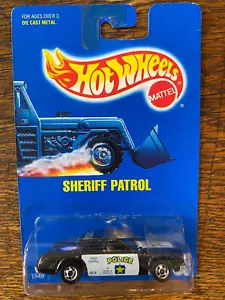 FOR AGES OVER 3
DIE CAST METAL
Hot Wheels
MATTEL
SHERIFF PATROL
POLICE